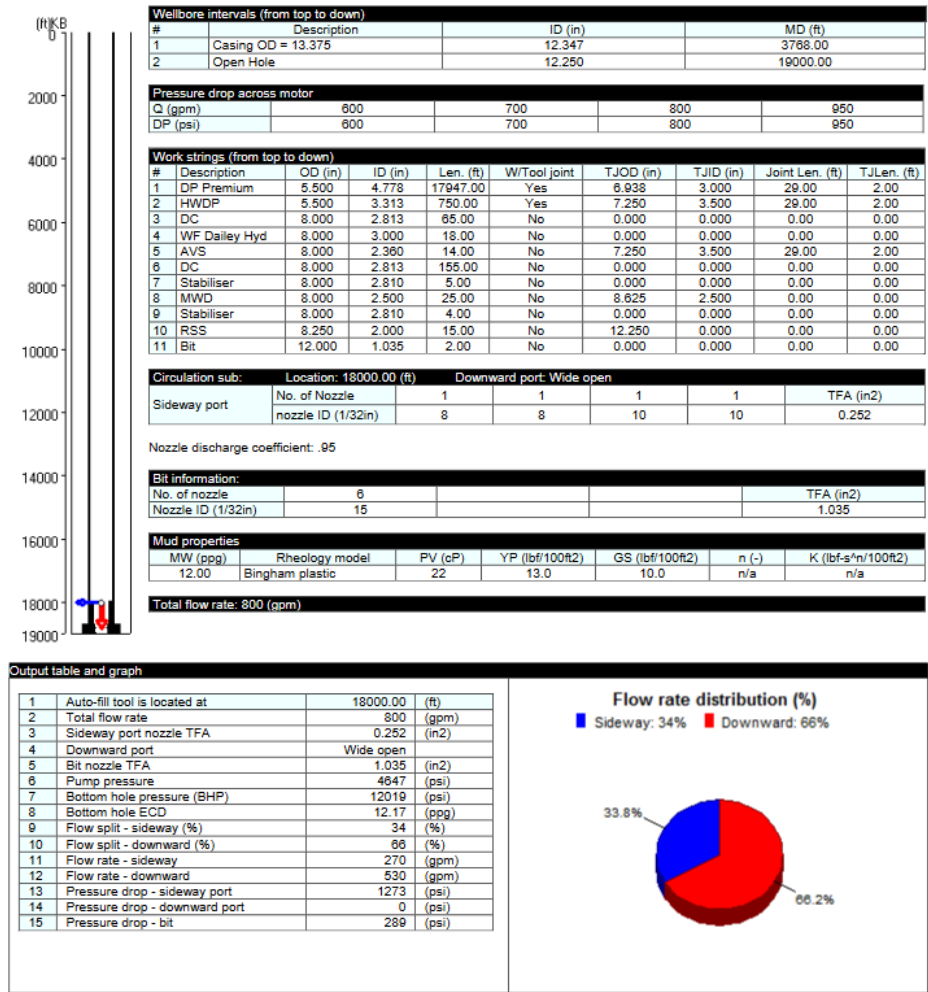 (ft)KB
0
2000
4000
6000
8000
10000
12000
14000
16000
18000
19000
Wellbore intervals (from top to down)
# Description ID (in) MD (ft)
1 Casing OD = 13.375 12.347 3768.00
2 Open Hole 12.250 19000.00
Pressure drop across motor
Q (gpm) 600 700 800 950
DP (psi) 600 700 800 950
Work strings (from top to down)
# Description OD (in) ID (in) Len. (ft) W/Tool joint TJOD (in) TJID (in) Joint Len. (ft) TJLen. (ft)
1 DP Premium 5.500 4.778 17947.00 Yes 6.938 3.000 29.00 2.00
2 HWDP 5.500 3.313 750.00 Yes 7.250 3.500 29.00 2.00
3 DC 8.000 2.813 65.00 No 0.000 0.000 0.00 0.00
4 WF Dailey Hyd 8.000 3.000 18.00 No 0.000 0.000 0.00 0.00
5 AVS 8.000 2.360 14.00 No 7.250 3.500 29.00 2.00
6 DC 8.000 2.813 155.00 No 0.000 0.000 0.00 0.00
7 Stabiliser 8.000 2.810 5.00 No 0.000 0.000 0.00 0.00
8 MWD 8.000 2.500 25.00 No 8.625 2.500 0.00 0.00
9 Stabiliser 8.000 2.810 4.00 No 0.000 0.000 0.00 0.00
10 RSS 8.250 2.000 15.00 No 12.250 0.000 0.00 0.00
11 Bit 12.000 1.035 2.00 No 0.000 0.000 0.00 0.00
Circulation sub: Location: 18000.00 (ft) Downward port: Wide open
Sideway port
No. of Nozzle 1 1 1 1 TFA (in2)
nozzle ID (1/32in) 8 8 10 10 0.252
Nozzle discharge coefficient: .95
Bit information:
No. of nozzle 6 TFA (in2)
Nozzle ID (1/32in) 15 1.035
Mud properties
MW (ppg) Rheology model PV (cP) YP (lbf/100ft2) GS (lbf/100ft2) n (-) K (lbf-s^n/100ft2)
12.00 Bingham plastic 22 13.0 10.0 n/a n/a
Total flow rate: 800 (gpm)
Output table and graph
1 Auto-fill tool is located at 18000.00 (ft)
2 Total flow rate 800 (gpm)
3 Sideway port nozzle TFA 0.252 (in2)
4 Downward port Wide open
5 Bit nozzle TFA 1.035 (in2)
6 Pump pressure 4647 (psi)
7 Bottom hole pressure (BHP) 12019 (psi)
8 Bottom hole ECD 12.17 (ppg)
9 Flow split - sideway (%) 34 (%)
10 Flow split - downward (%) 66 (%)
11 Flow rate - sideway 270 (gpm)
12 Flow rate - downward 530 (gpm)
13 Pressure drop - sideway port 1273 (psi)
14 Pressure drop - downward port 0 (psi)
15 Pressure drop - bit 289 (psi)
Flow rate distribution (%)
Sideway: 34% Downward: 66%
33.8%
66.2%